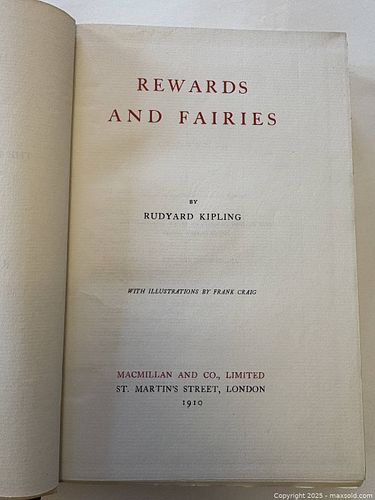 REWARDS
AND FAIRIES
BY
RUDYARD KIPLING
WITH ILLUSTRATIONS BY FRANK CRAIG
MACMILLAN AND CO., LIMITED
ST. MARTIN'S STREET, LONDON
1910
Copyright 2025 - maxsold.com